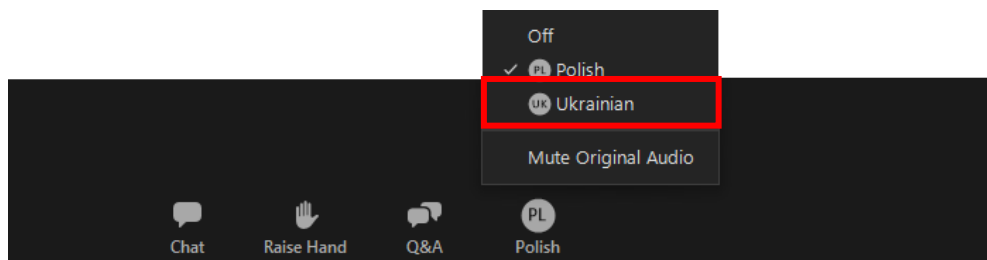 Off
PL Polish
UK Ukrainian
Mute Original Audio
PL
Chat Raise Hand Q&A Polish